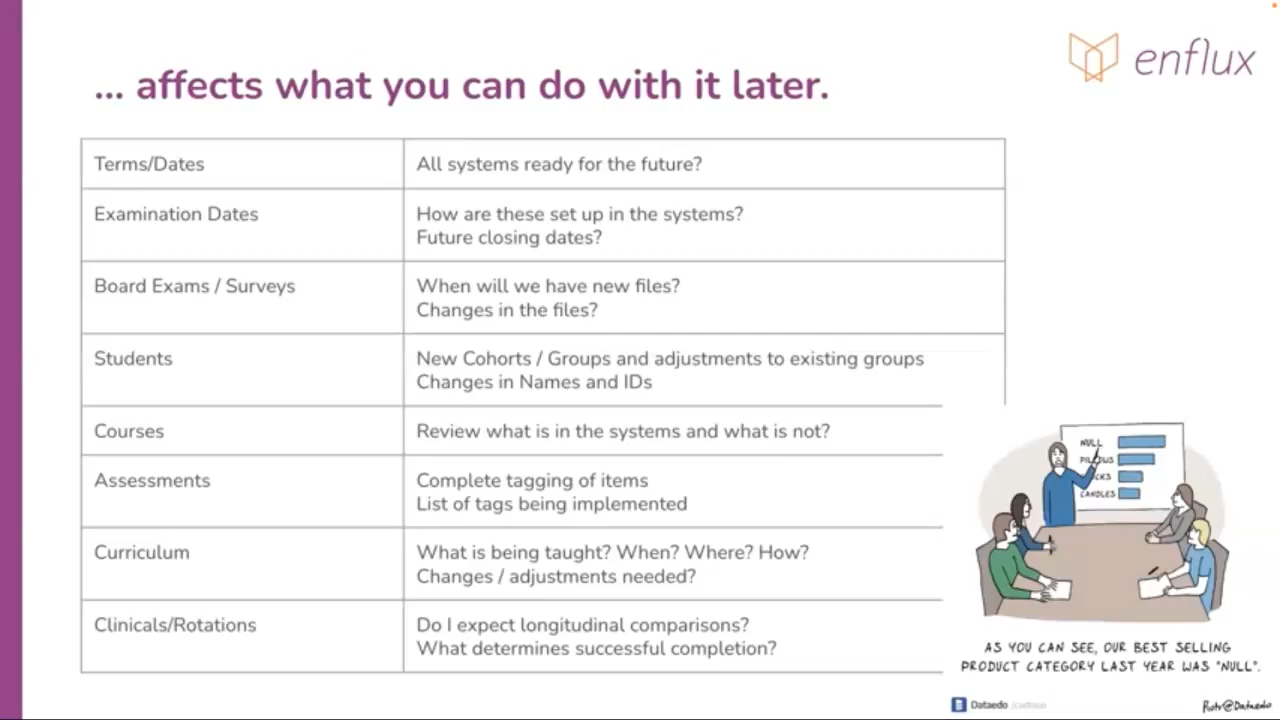 enflux
... affects what you can do with it later.
Terms/Dates
All systems ready for the future?
Examination Dates
How are these set up in the systems?
Future closing dates?
Board Exams / Surveys
When will we have new files?
Changes in the files?
Students
New Cohorts / Groups and adjustments to existing groups
Changes in Names and IDs
Courses
Review what is in the systems and what is not?
Assessments
Complete tagging of items
List of tags being implemented
Curriculum
What is being taught? When? Where? How?
Changes / adjustments needed?
Clinicals/Rotations
Do I expect longitudinal comparisons?
What determines successful completion?
NULL
CANDLES
AS YOU CAN SEE, OUR BEST SELLING
PRODUCT CATEGORY LAST YEAR WAS "NULL".
Dataedo /cartoon
Piotr@Dataedo